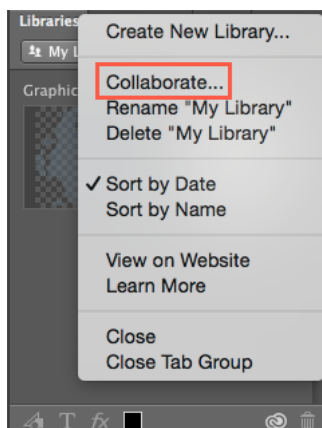 Libraries
Create New Library...
My L
Collaborate...
Graphic
Rename "My Library"
Delete "My Library"
✓ Sort by Date
Sort by Name
View on Website
Learn More
Close
Close Tab Group
T fx